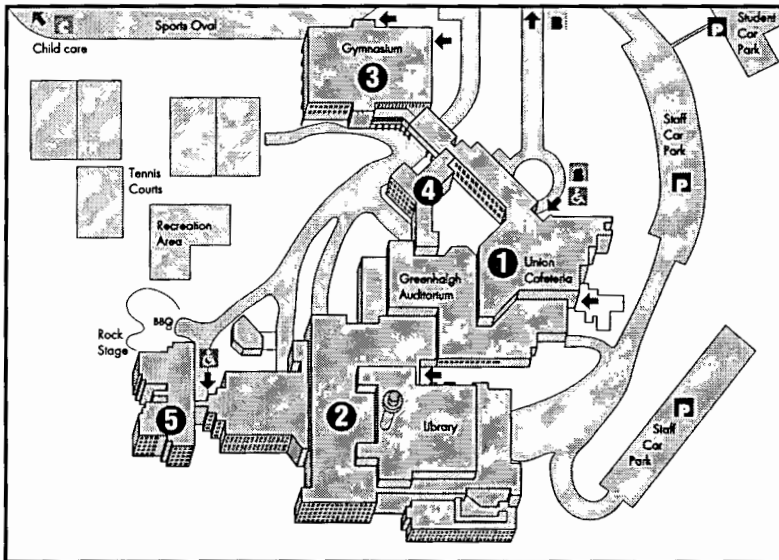 Sports Oval
Child care
Gymnasium
3
P
Student
Car
Park
Staff
Car
Park
P
B
B
4
Tennis
Courts
Recreation
Area
1
Union
Cafeteria
Greenhalgh
Auditorium
BBQ
Rock
Stage
5
2
Library
P
Staff
Car
Park